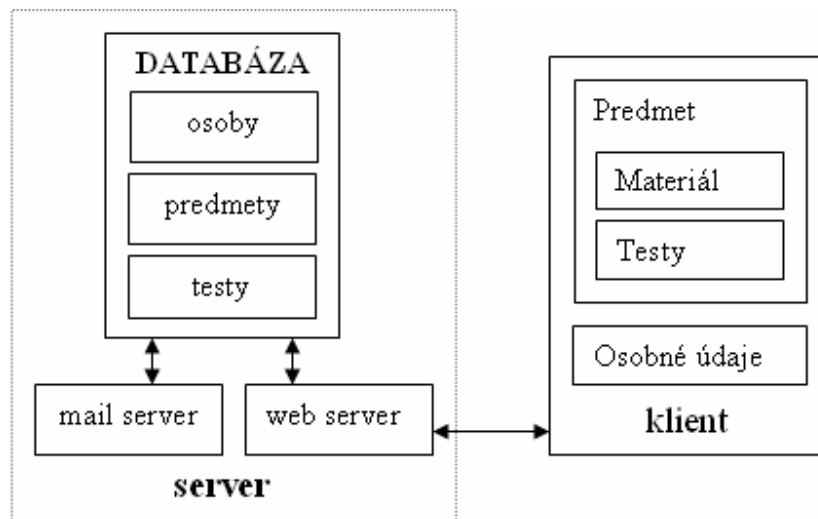 DATABÁZA
osoby
predmety
testy
mail server
web server
server
Predmet
Materiál
Testy
Osobné údaje
klient